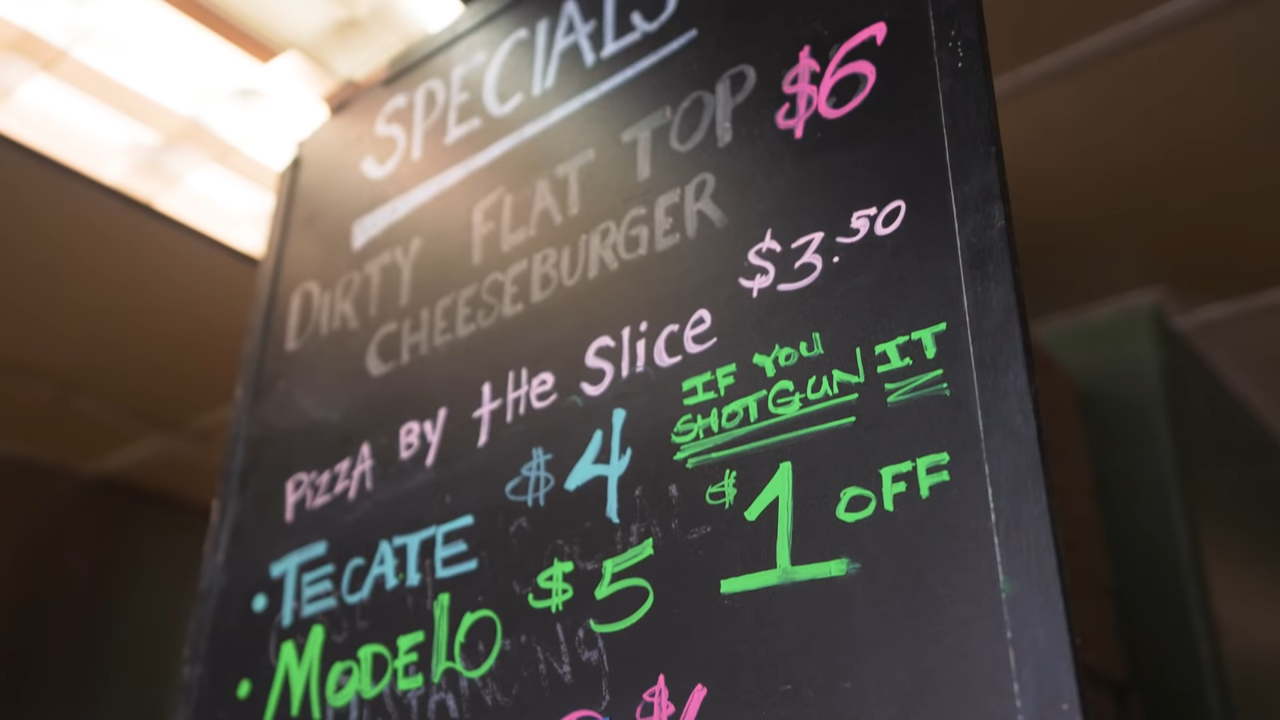 SPECIALS
DIRTY FLAT TOP $6
CHEESEBURGER
PIZZA BY tHe Slice $3.50
• TECATE $4
IF YOU
SHOTGUN IT
$1 OFF
• MODELO $5